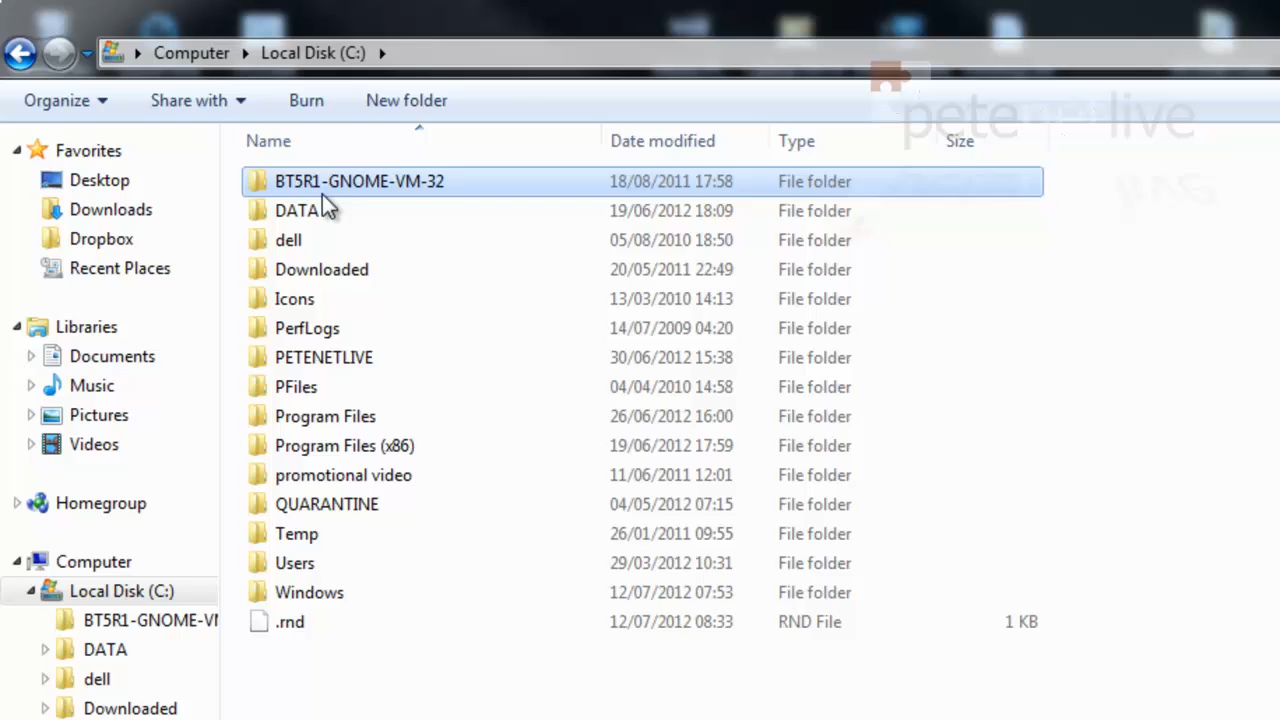 Computer Local Disk (C:)
Organize Share with Burn New folder
pete live
Name Date modified Type Size
Favorites
Desktop
Downloads
Dropbox
Recent Places
Libraries
Documents
Music
Pictures
Videos
Homegroup
Computer
Local Disk (C:)
BT5R1-GNOME-VM
DATA
dell
Downloaded
BT5R1-GNOME-VM-32 18/08/2011 17:58 File folder
DATA 19/06/2012 18:09 File folder
dell 05/08/2010 18:50 File folder
Downloaded 20/05/2011 22:49 File folder
Icons 13/03/2010 14:13 File folder
PerfLogs 14/07/2009 04:20 File folder
PETENETLIVE 30/06/2012 15:38 File folder
PFiles 04/04/2010 14:58 File folder
Program Files 26/06/2012 16:00 File folder
Program Files (x86) 19/06/2012 17:59 File folder
promotional video 11/06/2011 12:01 File folder
QUARANTINE 04/05/2012 07:15 File folder
Temp 26/01/2011 09:55 File folder
Users 29/03/2012 10:31 File folder
Windows 12/07/2012 07:53 File folder
.rnd 12/07/2012 08:33 RND File 1 KB